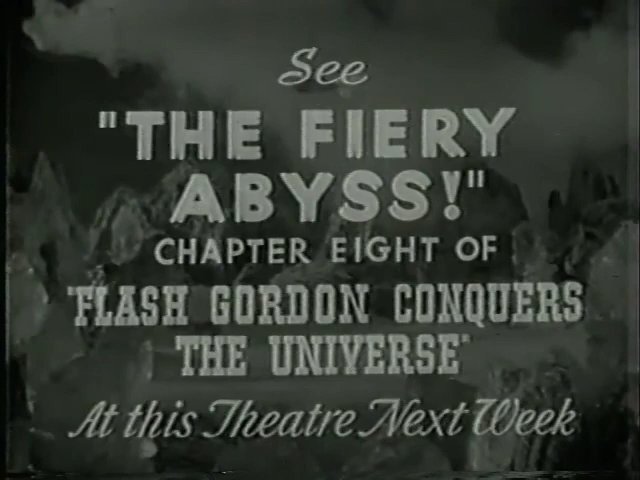 See
"THE FIERY
ABYSS!"
CHAPTER EIGHT OF
"FLASH GORDON CONQUERS
THE UNIVERSE"
At this Theatre Next Week